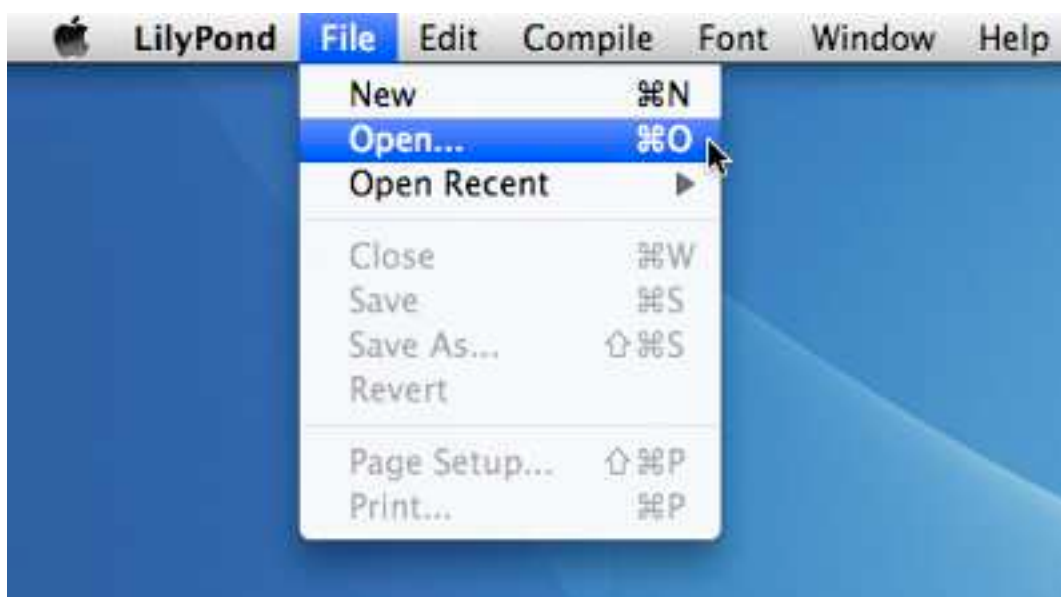 LilyPond File Edit Compile Font Window Help
New ⌘N
Open... ⌘O
Open Recent ▶
Close ⌘W
Save ⌘S
Save As... ⇧⌘S
Revert
Page Setup... ⇧⌘P
Print... ⌘P